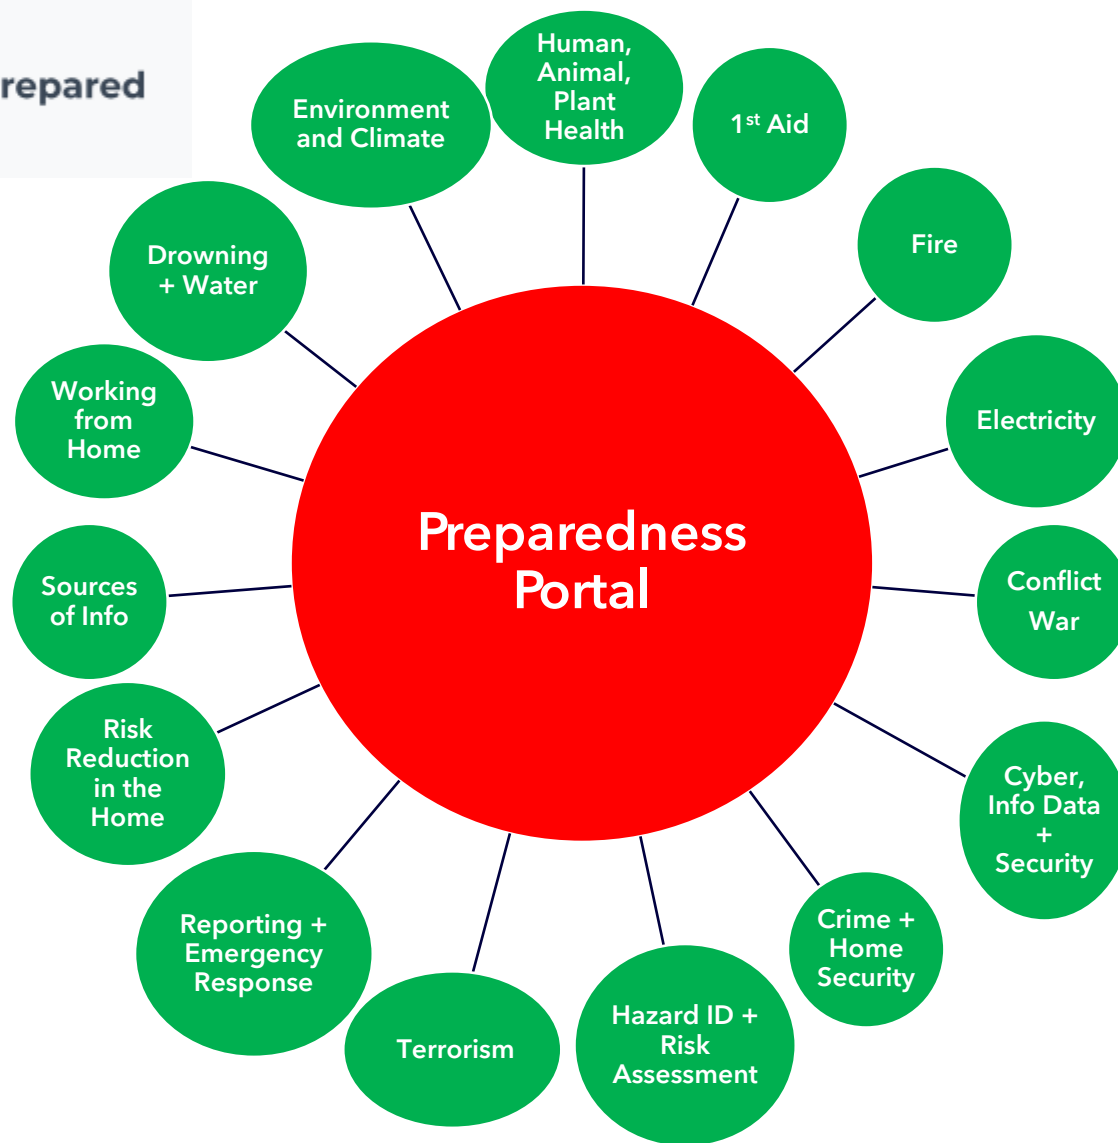 repared
Human,
Animal,
Plant
Health
1st Aid
Fire
Electricity
Conflict
War
Cyber,
Info Data
+
Security
Crime +
Home
Security
Hazard ID +
Risk
Assessment
Terrorism
Reporting +
Emergency
Response
Risk
Reduction
in the
Home
Sources
of Info
Working
from
Home
Drowning
+ Water
Environment
and Climate
Preparedness
Portal